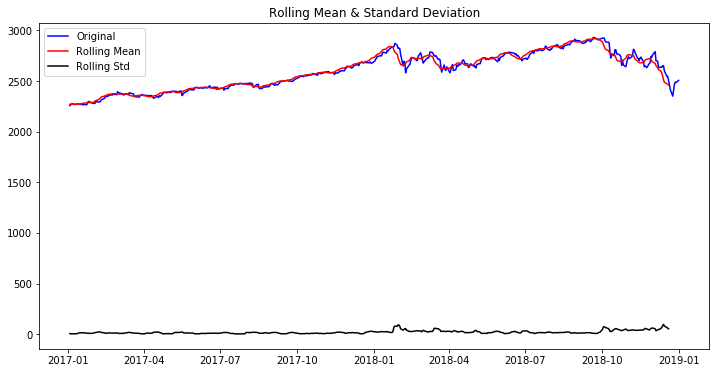 Rolling Mean & Standard Deviation
Original
Rolling Mean
Rolling Std
3000
2500
2000
1500
1000
500
0
2017-01 2017-04 2017-07 2017-10 2018-01 2018-04 2018-07 2018-10 2019-01